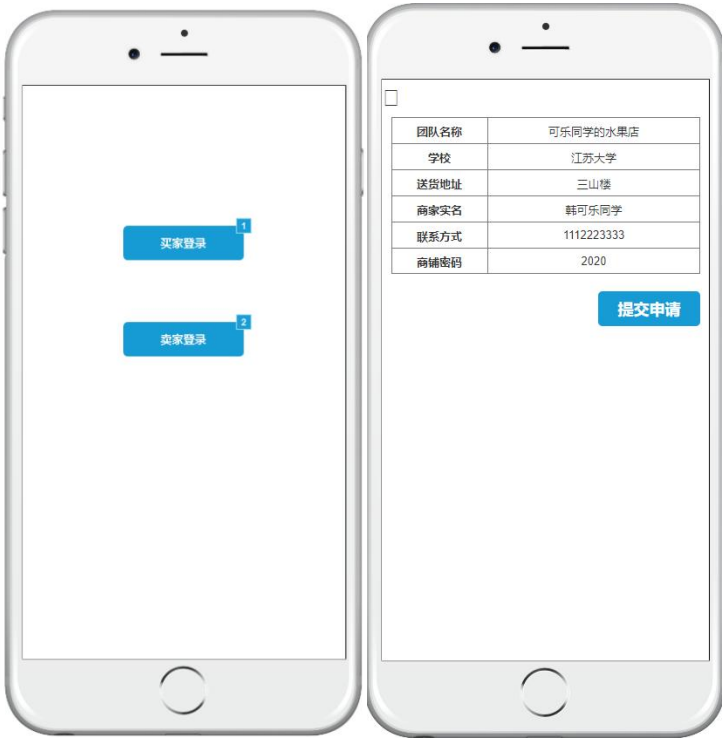 1
买家登录
2
卖家登录
团队名称 可乐同学的水果店
学校 江苏大学
送货地址 三山楼
商家实名 韩可乐同学
联系方式 1112223333
商铺密码 2020
提交申请